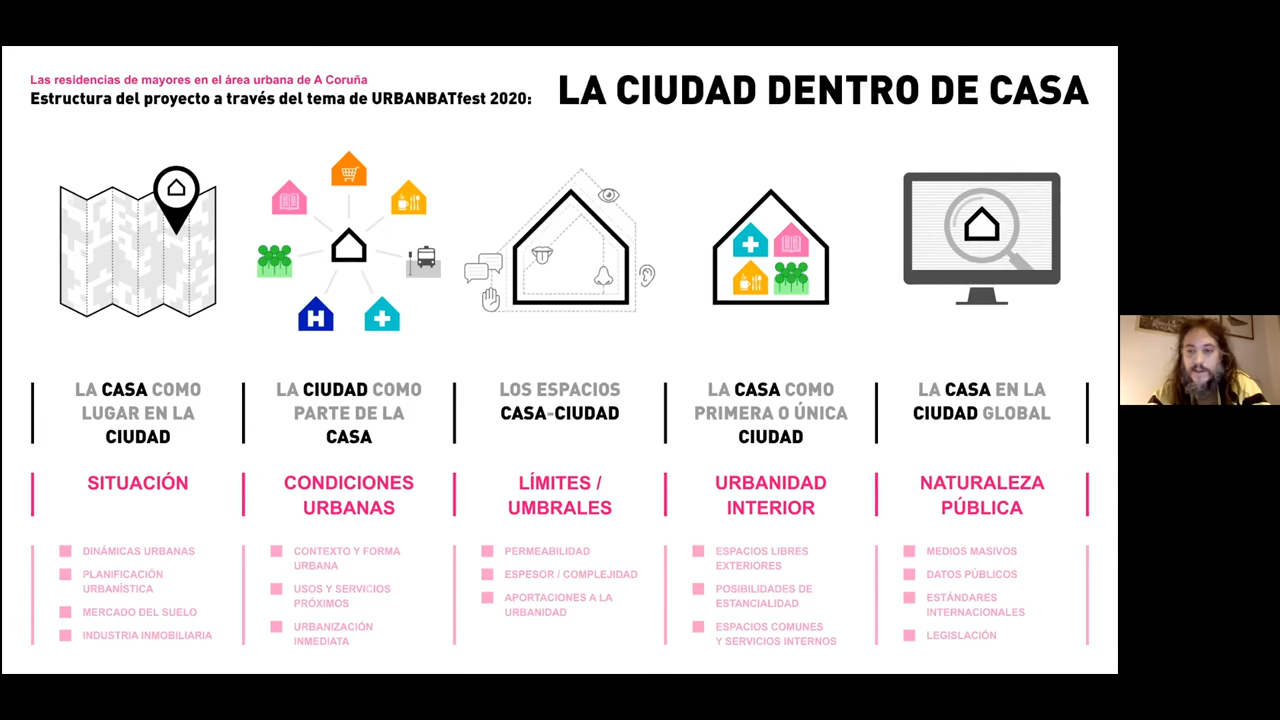 Las residencias de mayores en el área urbana de A Coruña
Estructura del proyecto a través del tema de URBANBATfest 2020:
LA CIUDAD DENTRO DE CASA
H
LA CASA COMO
LUGAR EN LA
CIUDAD
LA CIUDAD COMO
PARTE DE LA
CASA
LOS ESPACIOS
CASA-CIUDAD
LA CASA COMO
PRIMERA O ÚNICA
CIUDAD
LA CASA EN LA
CIUDAD GLOBAL
SITUACIÓN
CONDICIONES
URBANAS
LÍMITES /
UMBRALES
URBANIDAD
INTERIOR
NATURALEZA
PÚBLICA
DINÁMICAS URBANAS
PLANIFICACIÓN
URBANÍSTICA
MERCADO DEL SUELO
INDUSTRIA INMOBILIARIA
CONTEXTO Y FORMA
URBANA
USOS Y SERVICIOS
PRÓXIMOS
URBANIZACIÓN
INMEDIATA
PERMEABILIDAD
ESPESOR / COMPLEJIDAD
APORTACIONES A LA
URBANIDAD
ESPACIOS LIBRES
EXTERIORES
POSIBILIDADES DE
ESTANCIALIDAD
ESPACIOS COMUNES
Y SERVICIOS INTERNOS
MEDIOS MASIVOS
DATOS PÚBLICOS
ESTÁNDARES
INTERNACIONALES
LEGISLACIÓN